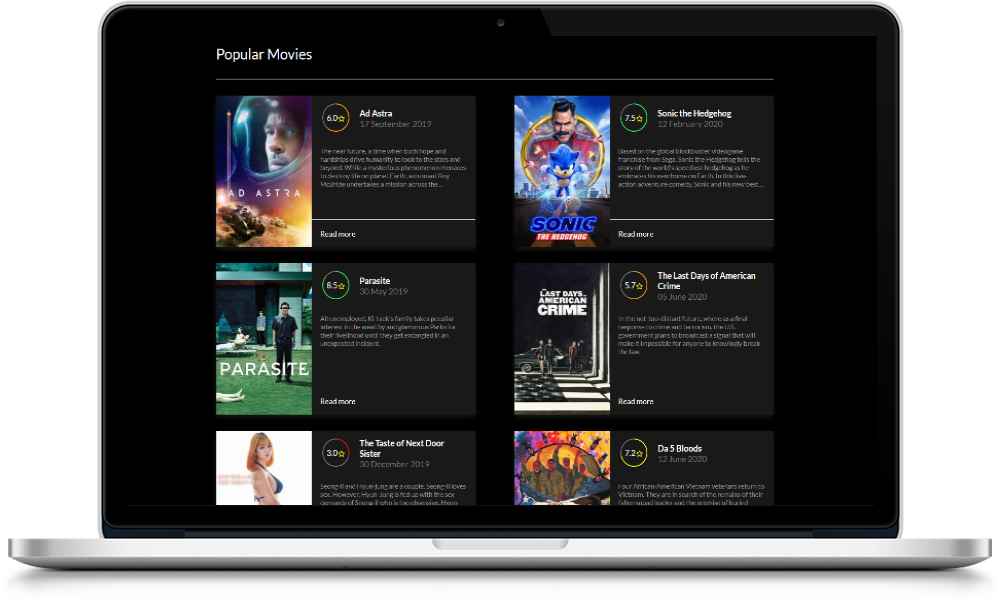 Popular Movies
AD ASTRA
6.0
Ad Astra
17 September 2019
The near future, a time when both hope and
hardships drive humanity to look to the stars and
beyond. While a mysterious phenomenon menaces
to destroy life on planet Earth, astronaut Roy
McBride undertakes a mission across the...
Read more
SONIC
THE HEDGEHOG
7.5
Sonic the Hedgehog
12 February 2020
Based on the global blockbuster videogame
franchise from Sega, Sonic the Hedgehog tells the
story of the world's speediest hedgehog as he
embraces his new home on Earth. In this live-
action adventure comedy, Sonic and his new best...
Read more
PARASITE
8.5
Parasite
30 May 2019
All unemployed, Ki-taek's family takes peculiar
interest in the wealthy and glamorous Parks for
their livelihood until they get entangled in an
unexpected incident.
Read more
THE LAST DAYS OF
AMERICAN
CRIME
5.7
The Last Days of American
Crime
05 June 2020
In the not-too-distant future, where as a final
response to crime and terrorism, the U.S.
government plans to broadcast a signal that will
make it impossible for anyone to knowingly break
the law.
Read more
3.0
The Taste of Next Door
Sister
30 December 2019
Seong-il and Hyun-jung are a couple. Seong-il loves
sex. However, Hyun-Jung is fed up with the sex
demands of Seong-il who is too obsessive. Hyun
7.2
Da 5 Bloods
12 June 2020
Four African-American Vietnam veterans return to
Vietnam. They are in search of the remains of their
fallen squad leader and the promise of buried